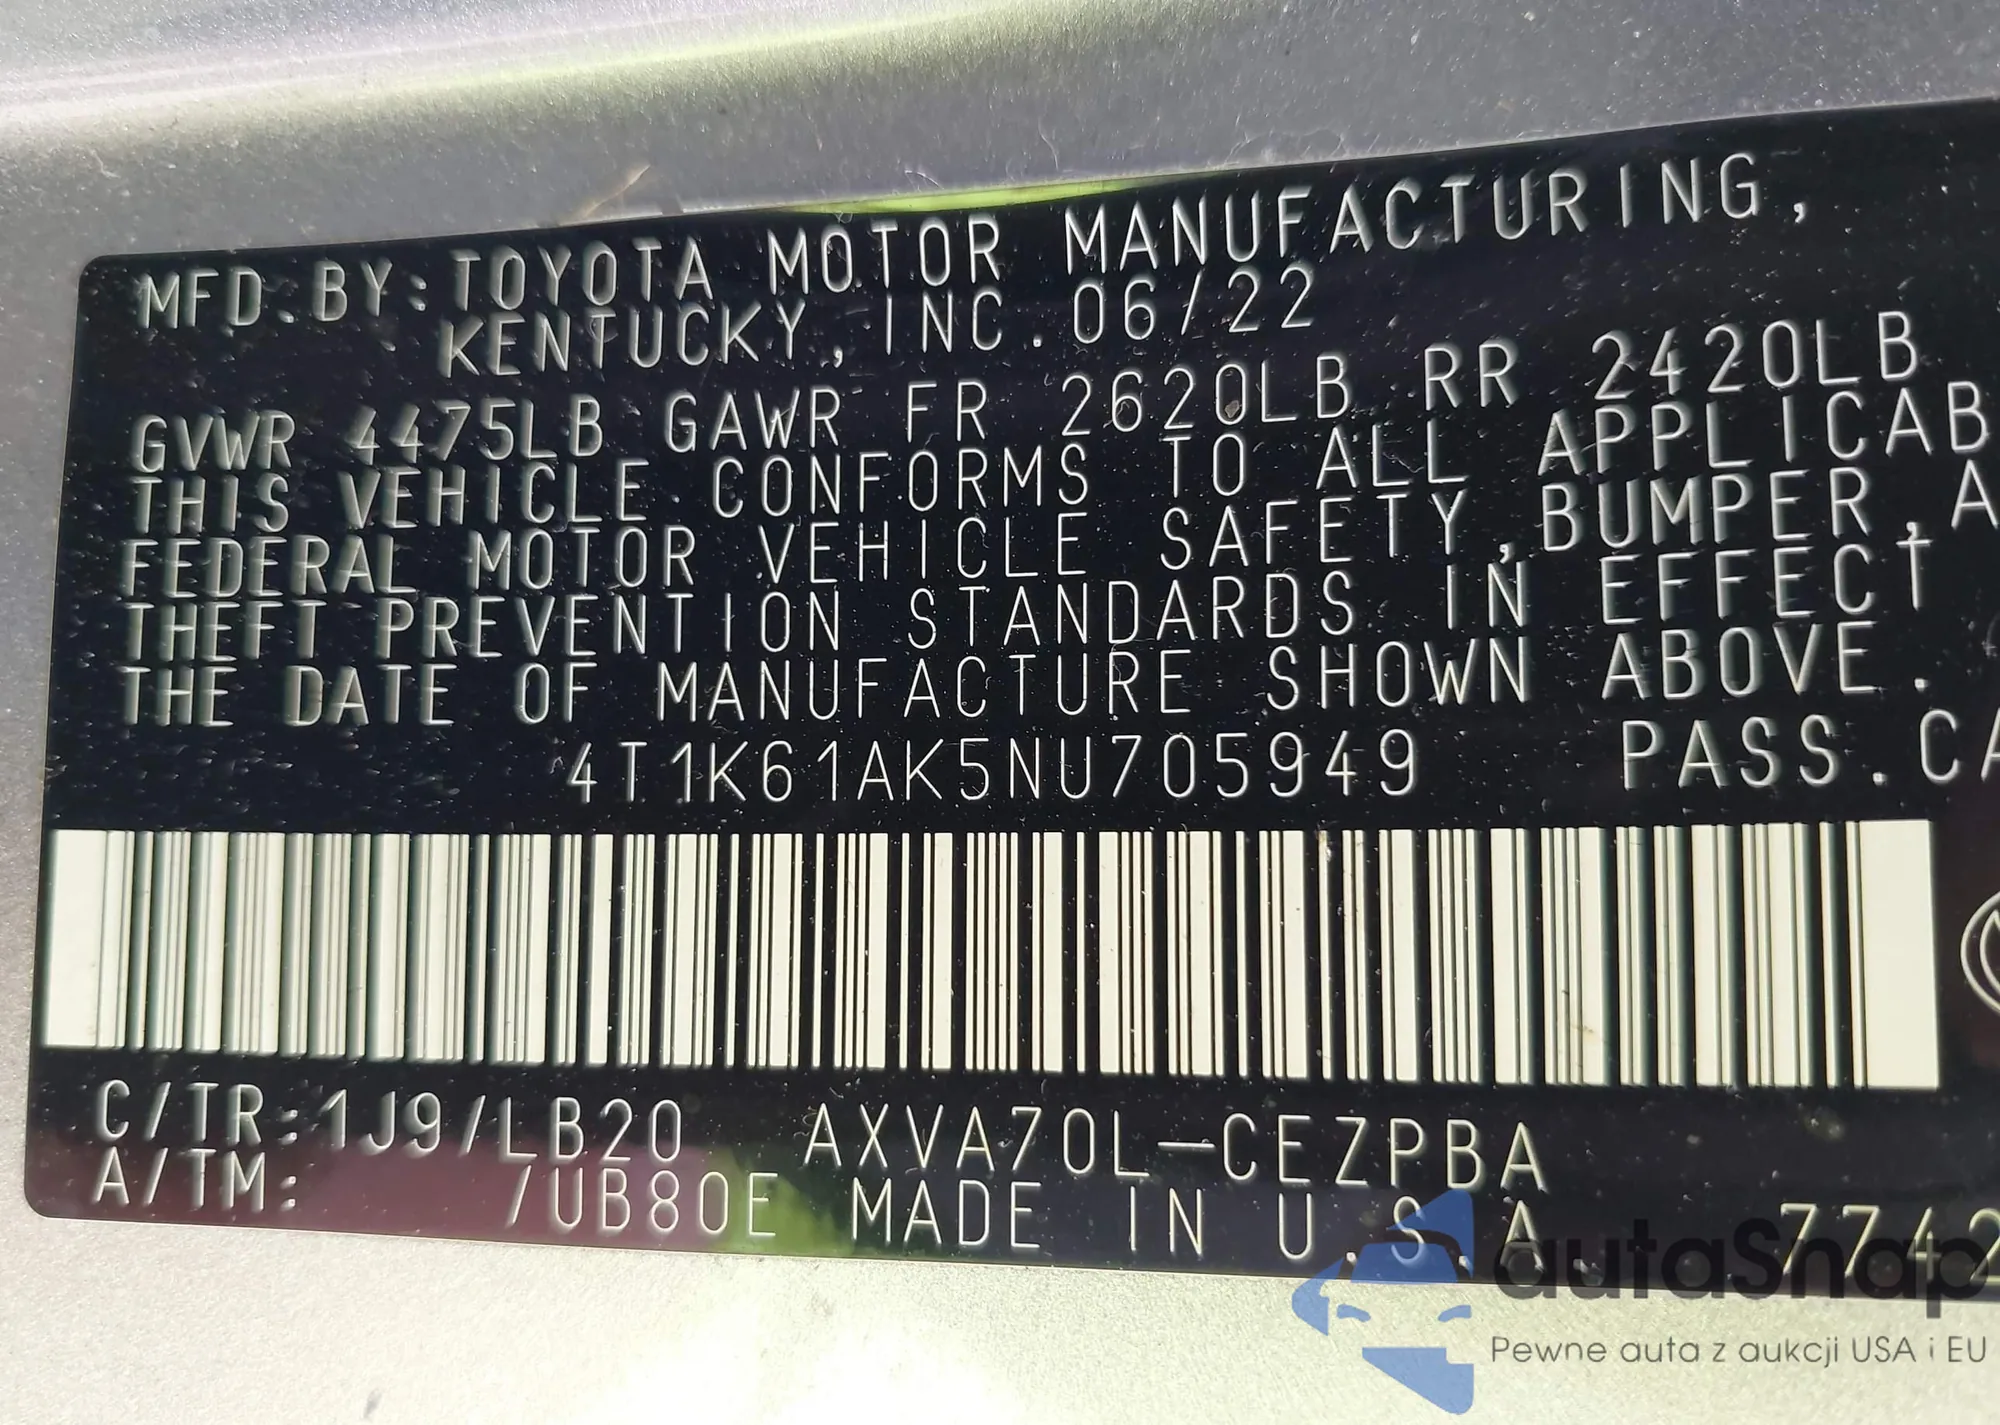 MFD.BY:TOYOTA MOTOR MANUFACTURING,
KENTUCKY, INC. 06/22
GVWR 4475LB GAWR FR 2620LB RR 2420LB
THIS VEHICLE CONFORMS TO ALL APPLICAB
FEDERAL MOTOR VEHICLE SAFETY,BUMPER,A
THEFT PREVENTION STANDARDS IN EFFECT
THE DATE OF MANUFACTURE SHOWN ABOVE.
4T1K61AK5NU705949 PASS.CA
C/TR:1J9/LB20 AXVA70L-CEZPBA
A/TM: /UB80E MADE IN U.S.A. 7742
autaSnap
Pewne auta z aukcji USA i EU